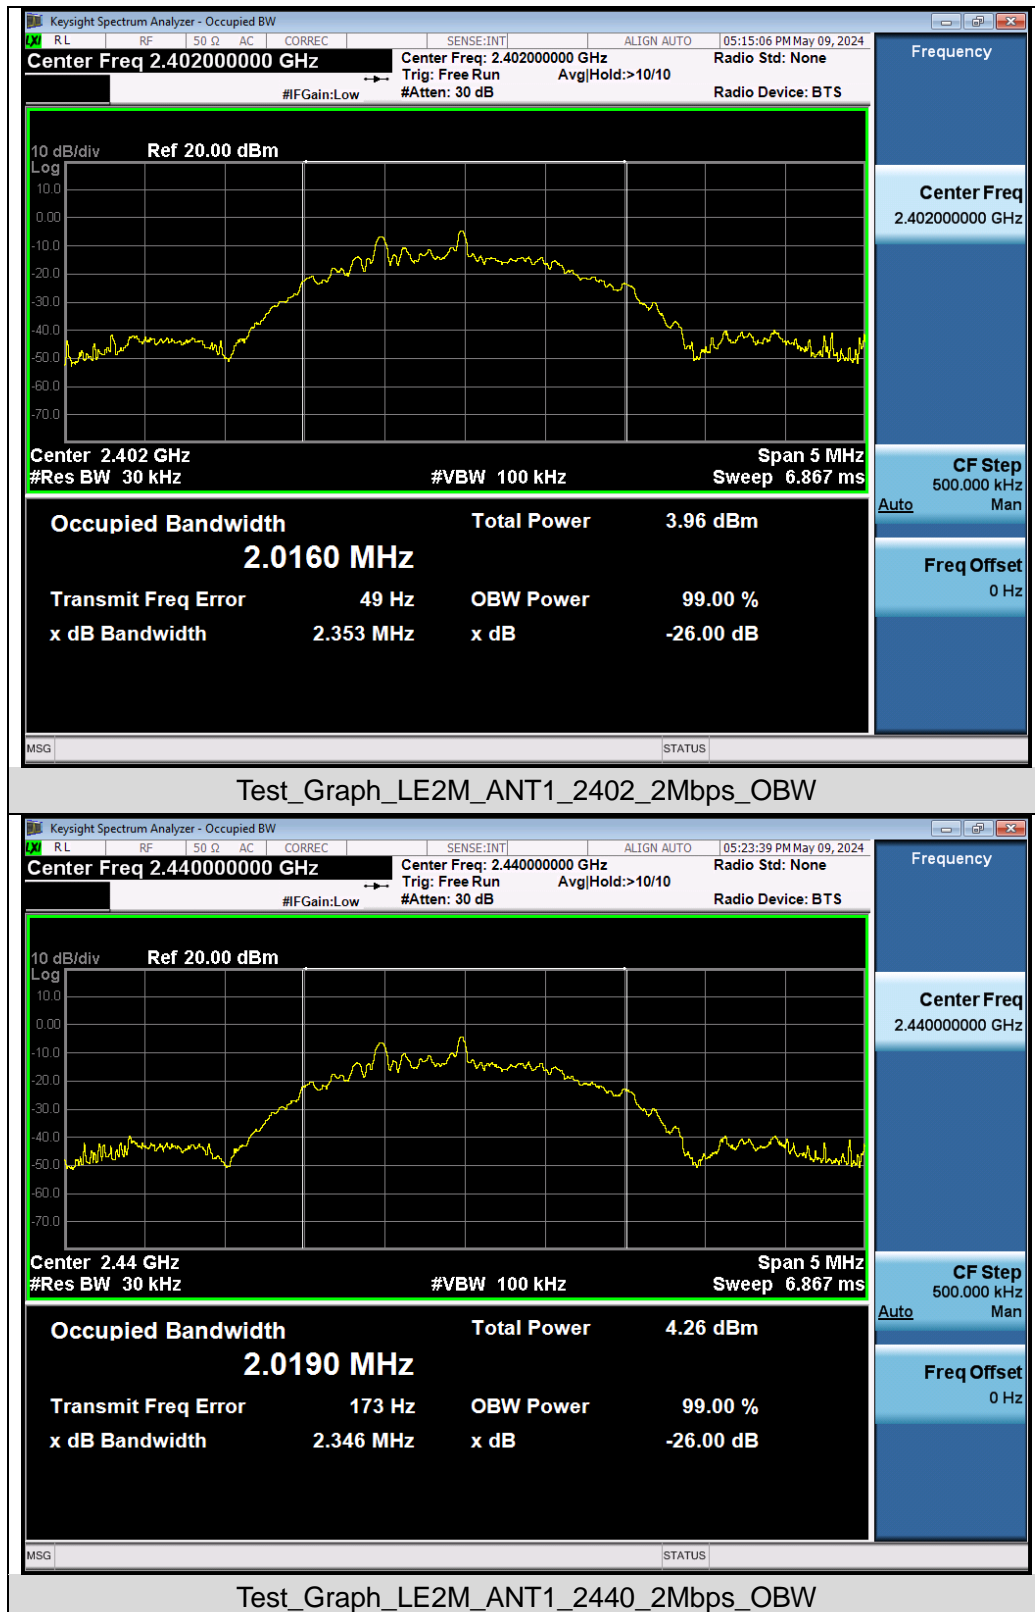 Keysight Spectrum Analyzer - Occupied BW
LXI RL RF 50 Ω AC CORREC SENSE:INT ALIGN AUTO 05:15:06 PM May 09, 2024
Center Freq 2.402000000 GHz
Center Freq: 2.402000000 GHz
Radio Std: None
Trig: Free Run Avg|Hold:>10/10
#IFGain:Low
#Atten: 30 dB
Radio Device: BTS
10 dB/div Ref 20.00 dBm
Log
10.0
0.00
-10.0
-20.0
-30.0
-40.0
-50.0
-60.0
-70.0
Center 2.402 GHz Span 5 MHz
#Res BW 30 kHz #VBW 100 kHz Sweep 6.867 ms
Occupied Bandwidth Total Power 3.96 dBm
2.0160 MHz
Transmit Freq Error 49 Hz OBW Power 99.00 %
x dB Bandwidth 2.353 MHz x dB -26.00 dB
MSG STATUS
Frequency
Center Freq
2.402000000 GHz
CF Step
500.000 kHz
Auto Man
Freq Offset
0 Hz
Test_Graph_LE2M_ANT1_2402_2Mbps_OBW
Keysight Spectrum Analyzer - Occupied BW
LXI RL RF 50 Ω AC CORREC SENSE:INT ALIGN AUTO 05:23:39 PM May 09, 2024
Center Freq 2.440000000 GHz
Center Freq: 2.440000000 GHz
Radio Std: None
Trig: Free Run Avg|Hold:>10/10
#IFGain:Low
#Atten: 30 dB
Radio Device: BTS
10 dB/div Ref 20.00 dBm
Log
10.0
0.00
-10.0
-20.0
-30.0
-40.0
-50.0
-60.0
-70.0
Center 2.44 GHz Span 5 MHz
#Res BW 30 kHz #VBW 100 kHz Sweep 6.867 ms
Occupied Bandwidth Total Power 4.26 dBm
2.0190 MHz
Transmit Freq Error 173 Hz OBW Power 99.00 %
x dB Bandwidth 2.346 MHz x dB -26.00 dB
MSG STATUS
Frequency
Center Freq
2.440000000 GHz
CF Step
500.000 kHz
Auto Man
Freq Offset
0 Hz
Test_Graph_LE2M_ANT1_2440_2Mbps_OBW